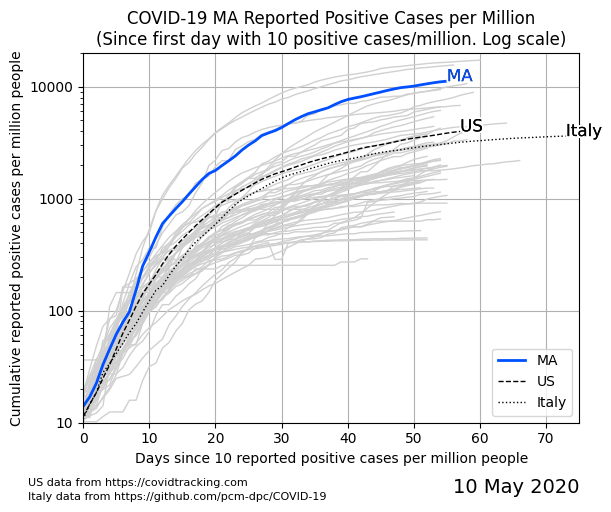 COVID-19 MA Reported Positive Cases per Million
(Since first day with 10 positive cases/million. Log scale)
Cumulative reported positive cases per million people
10000
1000
100
10
MA
US
Italy
MA
US
Italy
0 10 20 30 40 50 60 70
Days since 10 reported positive cases per million people
US data from https://covidtracking.com
Italy data from https://github.com/pcm-dpc/COVID-19
10 May 2020